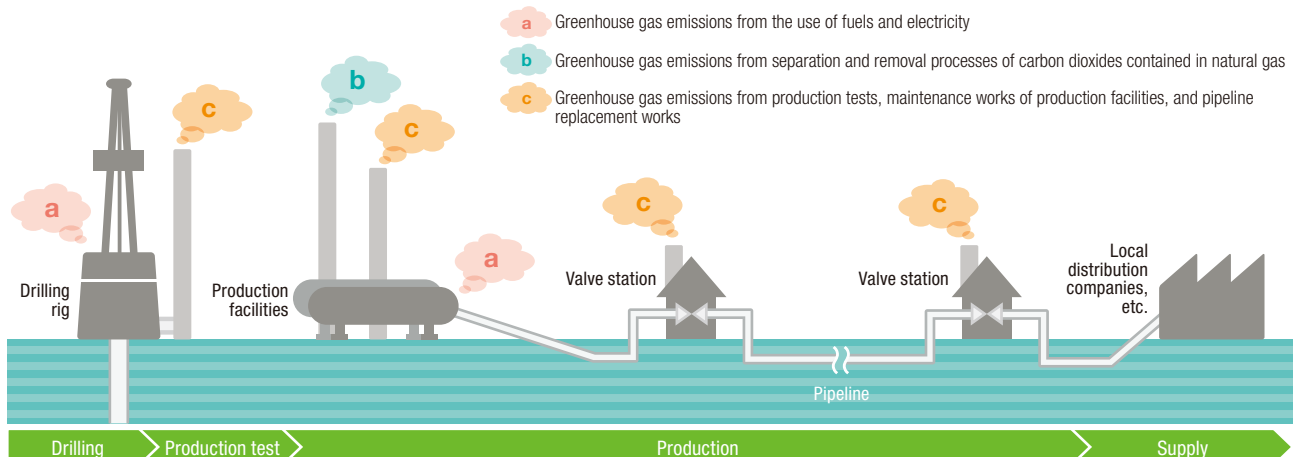 a Greenhouse gas emissions from the use of fuels and electricity
b Greenhouse gas emissions from separation and removal processes of carbon dioxides contained in natural gas
c Greenhouse gas emissions from production tests, maintenance works of production facilities, and pipeline
replacement works
b
c
c
a
c
c
a
Drilling
rig
Production
facilities
Valve station
Valve station
Local
distribution
companies,
etc.
Pipeline
Drilling
Production test
Production
Supply